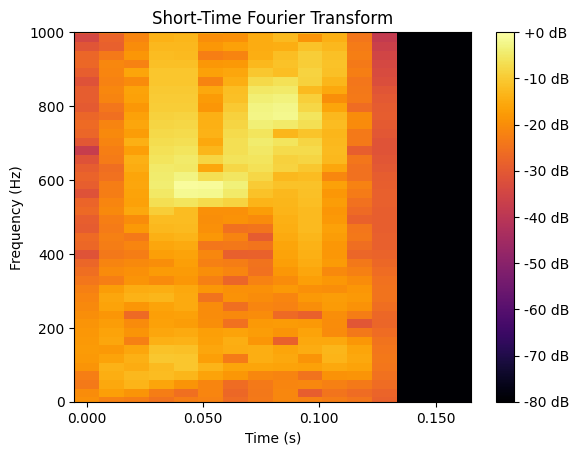 Short-Time Fourier Transform
1000
800
600
400
200
0
Frequency (Hz)
0.000
0.050
0.100
0.150
Time (s)
+0 dB
-10 dB
-20 dB
-30 dB
-40 dB
-50 dB
-60 dB
-70 dB
-80 dB